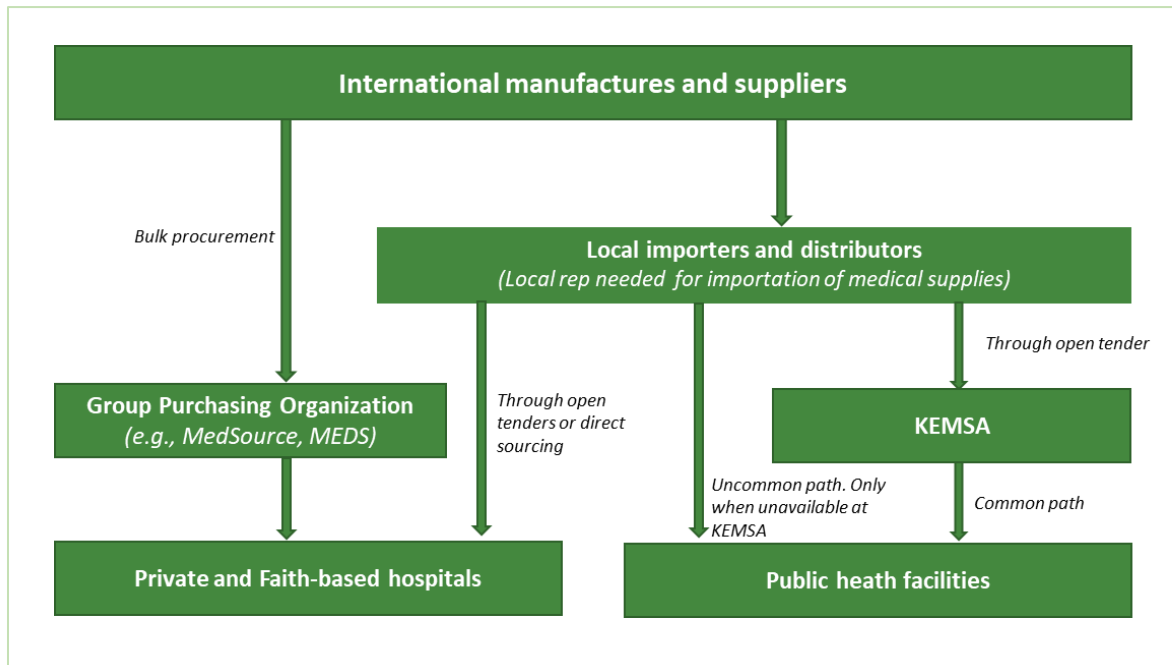 International manufactures and suppliers
Bulk procurement
Local importers and distributors
(Local rep needed  for importation of medical supplies)
Through open tender
Group Purchasing Organization
(e.g., MedSource, MEDS)
Through open
tenders or direct
sourcing
KEMSA
Uncommon path. Only
when unavailable at
KEMSA
Common path
Private and Faith-based hospitals
Public heath facilities